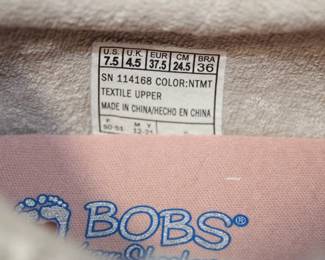 U.S. U.K. EUR CM BRA
7.5 4.5 37.5 24.5 36
SN 114168 COLOR:NTMT
TEXTILE UPPER
MADE IN CHINA/HECHO EN CHINA
F M Y
BOBS®